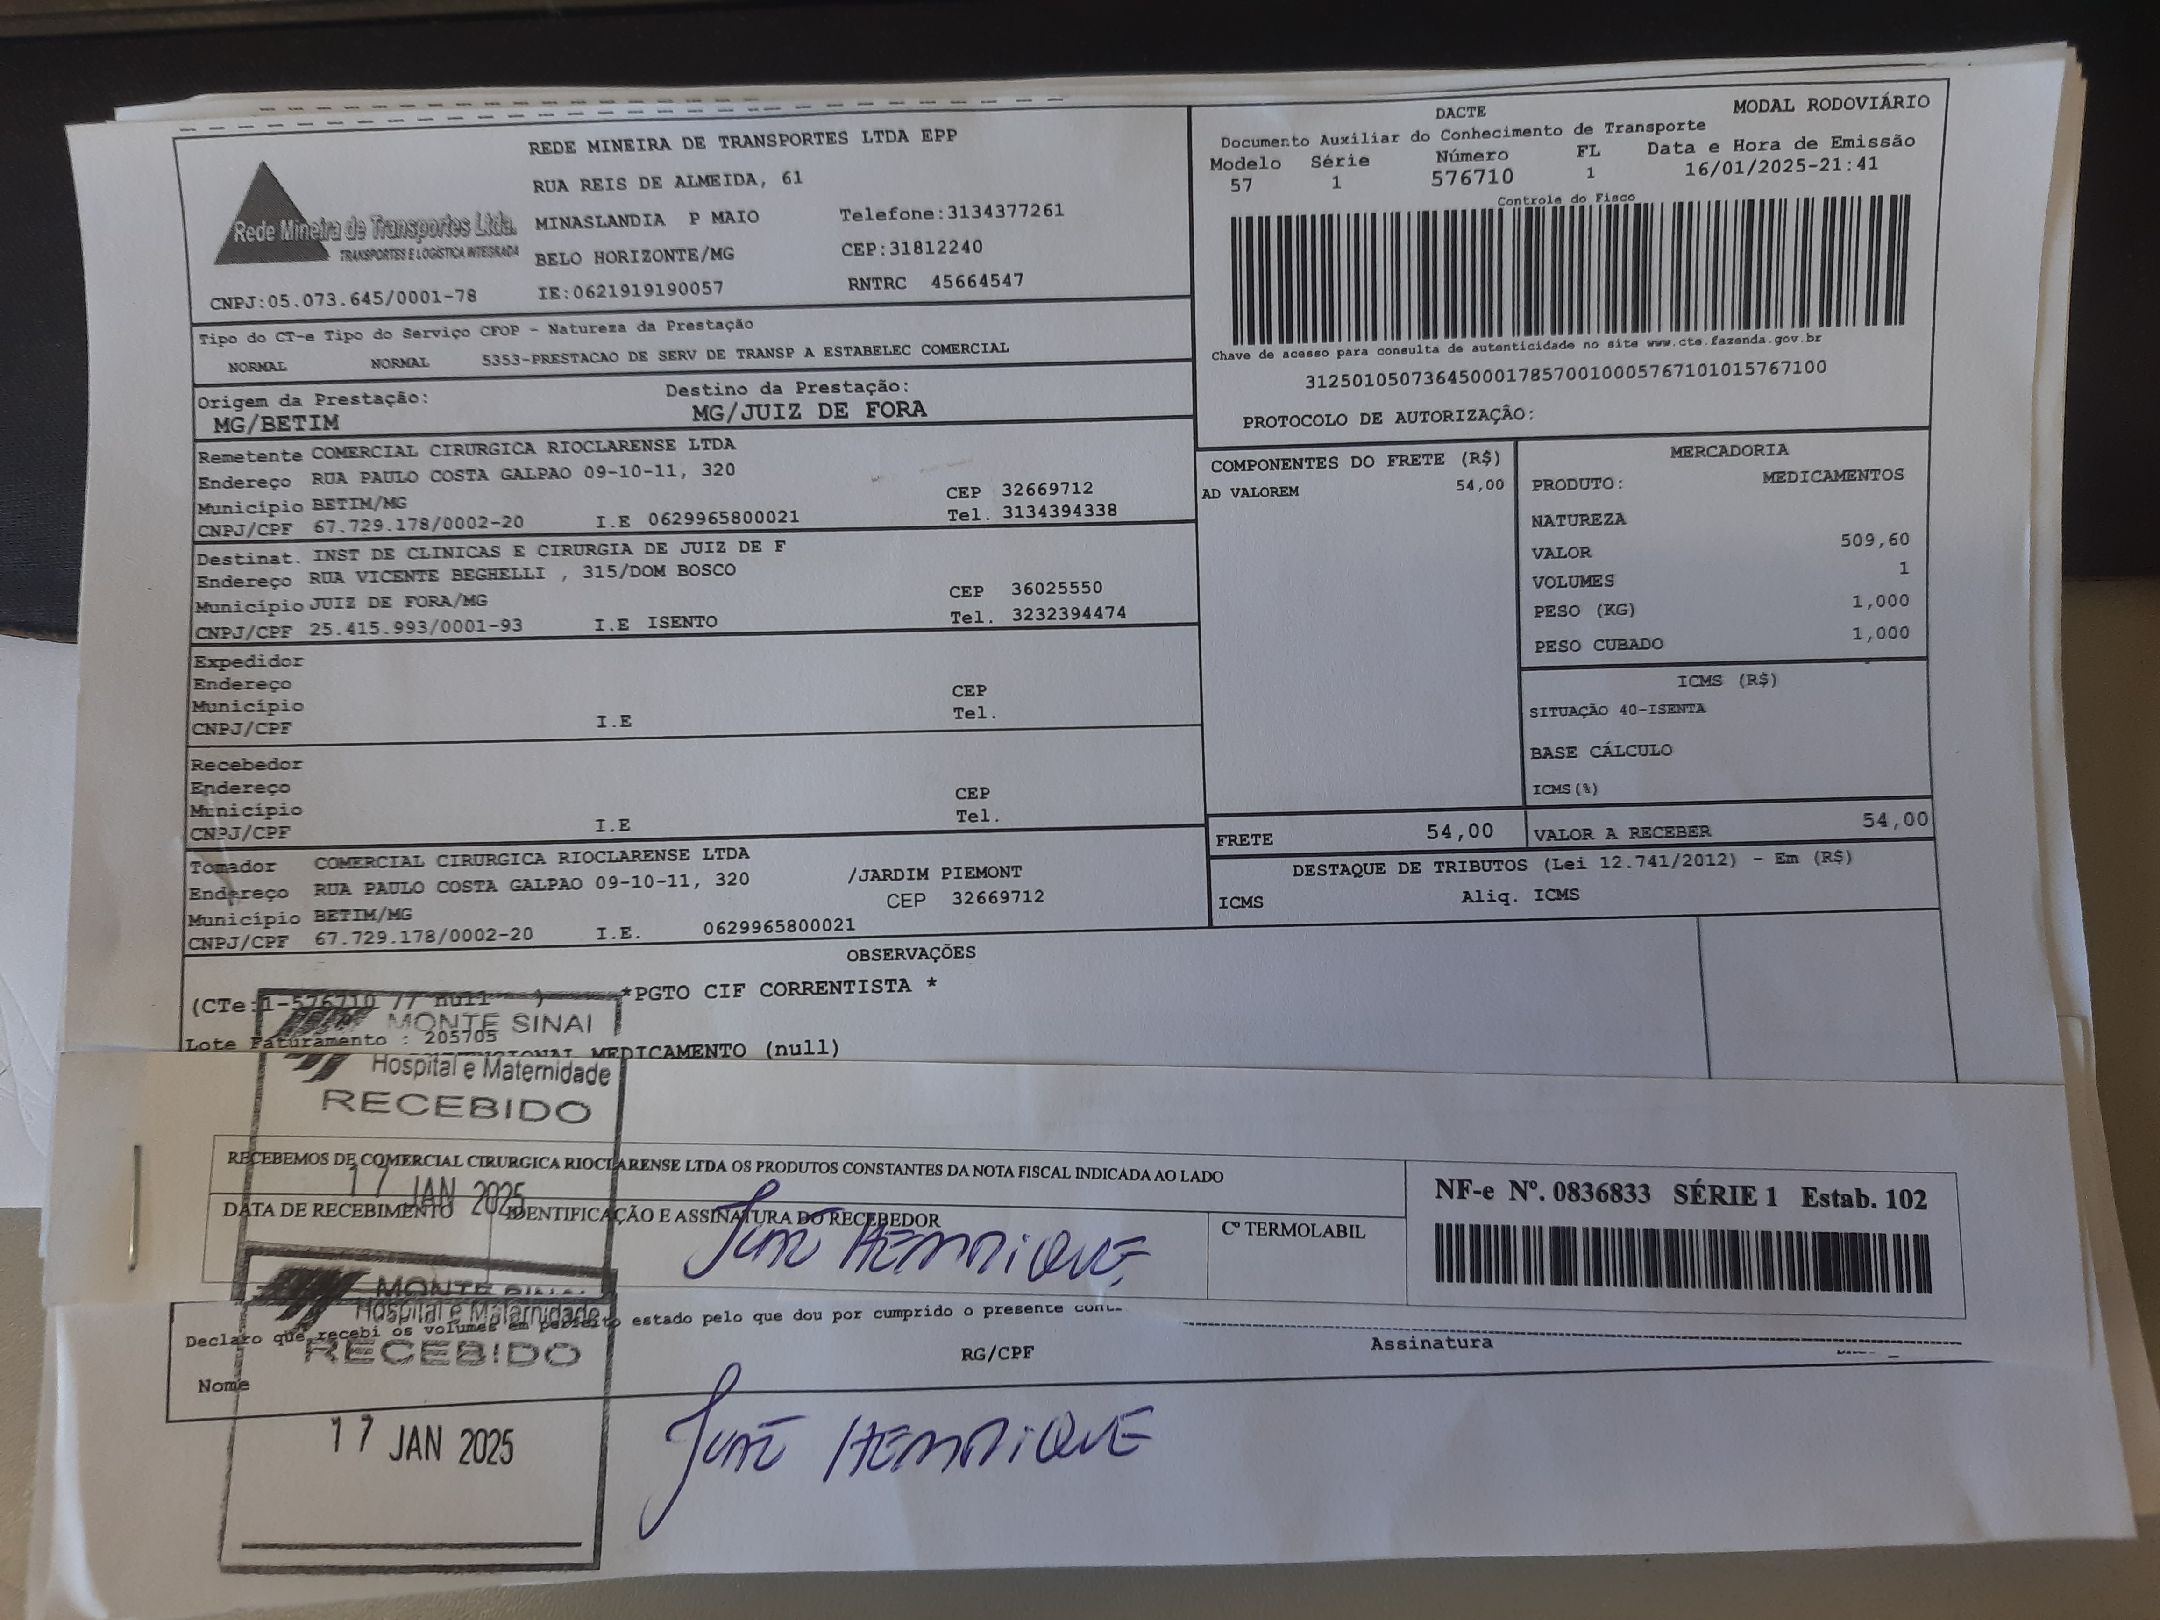 REDE MINEIRA DE TRANSPORTES LTDA EPP
RUA REIS DE ALMEIDA, 61
MINASLANDIA P MAIO Telefone:3134377261
BELO HORIZONTE/MG CEP:31812240
CNPJ:05.073.645/0001-78 IE:0621919190057 RNTRC 45664547
Rede Mineira de Transportes Ltda.
TRANSPORTES E LOGÍSTICA INTEGRADA
DACTE MODAL RODOVIÁRIO
Documento Auxiliar do Conhecimento de Transporte
Modelo Série Número FL Data e Hora de Emissão
57 1 576710 1 16/01/2025-21:41
Controle do Fisco
Chave de acesso para consulta de autenticidade no site www.cte.fazenda.gov.br
31250105073645000178570010005767101015767100
PROTOCOLO DE AUTORIZAÇÃO:
Tipo do CT-e Tipo do Serviço CFOP - Natureza da Prestação
NORMAL NORMAL 5353-PRESTACAO DE SERV DE TRANSP A ESTABELEC COMERCIAL
Origem da Prestação: Destino da Prestação:
MG/BETIM MG/JUIZ DE FORA
Remetente COMERCIAL CIRURGICA RIOCLARENSE LTDA
Endereço RUA PAULO COSTA GALPAO 09-10-11, 320
Município BETIM/MG CEP 32669712
CNPJ/CPF 67.729.178/0002-20 I.E 0629965800021 Tel. 3134394338
Destinat. INST DE CLINICAS E CIRURGIA DE JUIZ DE F
Endereço RUA VICENTE BEGHELLI , 315/DOM BOSCO
Município JUIZ DE FORA/MG CEP 36025550
CNPJ/CPF 25.415.993/0001-93 I.E ISENTO Tel. 3232394474
Expedidor
Endereço
Município CEP
CNPJ/CPF I.E Tel.
Recebedor
Endereço
Município CEP
CNPJ/CPF I.E Tel.
Tomador COMERCIAL CIRURGICA RIOCLARENSE LTDA
Endereço RUA PAULO COSTA GALPAO 09-10-11, 320 /JARDIM PIEMONT
Município BETIM/MG CEP 32669712
CNPJ/CPF 67.729.178/0002-20 I.E. 0629965800021
COMPONENTES DO FRETE (R$)
AD VALOREM 54,00
MERCADORIA
PRODUTO: MEDICAMENTOS
NATUREZA
VALOR 509,60
VOLUMES 1
PESO (KG) 1,000
PESO CUBADO 1,000
ICMS (R$)
SITUAÇÃO 40-ISENTA
BASE CÁLCULO
ICMS(%)
FRETE 54,00 VALOR A RECEBER 54,00
DESTAQUE DE TRIBUTOS (Lei 12.741/2012) - Em (R$)
ICMS Aliq. ICMS
OBSERVAÇÕES
(CTe:1-576710 // null ) *PGTO CIF CORRENTISTA *
Lote Faturamento : 205705
MEDICAMENTO (null)
MONTE SINAI
Hospital e Maternidade
RECEBIDO
17 JAN 2025
RECEBEMOS DE COMERCIAL CIRURGICA RIOCLARENSE LTDA OS PRODUTOS CONSTANTES DA NOTA FISCAL INDICADA AO LADO
DATA DE RECEBIMENTO IDENTIFICAÇÃO E ASSINATURA DO RECEBEDOR
Cº TERMOLABIL
HENRIQUE
NF-e Nº. 0836833 SÉRIE 1 Estab. 102
MONTE SINAI
Hospital e Maternidade
RECEBIDO
17 JAN 2025
Declaro que recebi os volumes em perfeito estado pelo que dou por cumprido o presente
Nome RG/CPF Assinatura
HENRIQUE